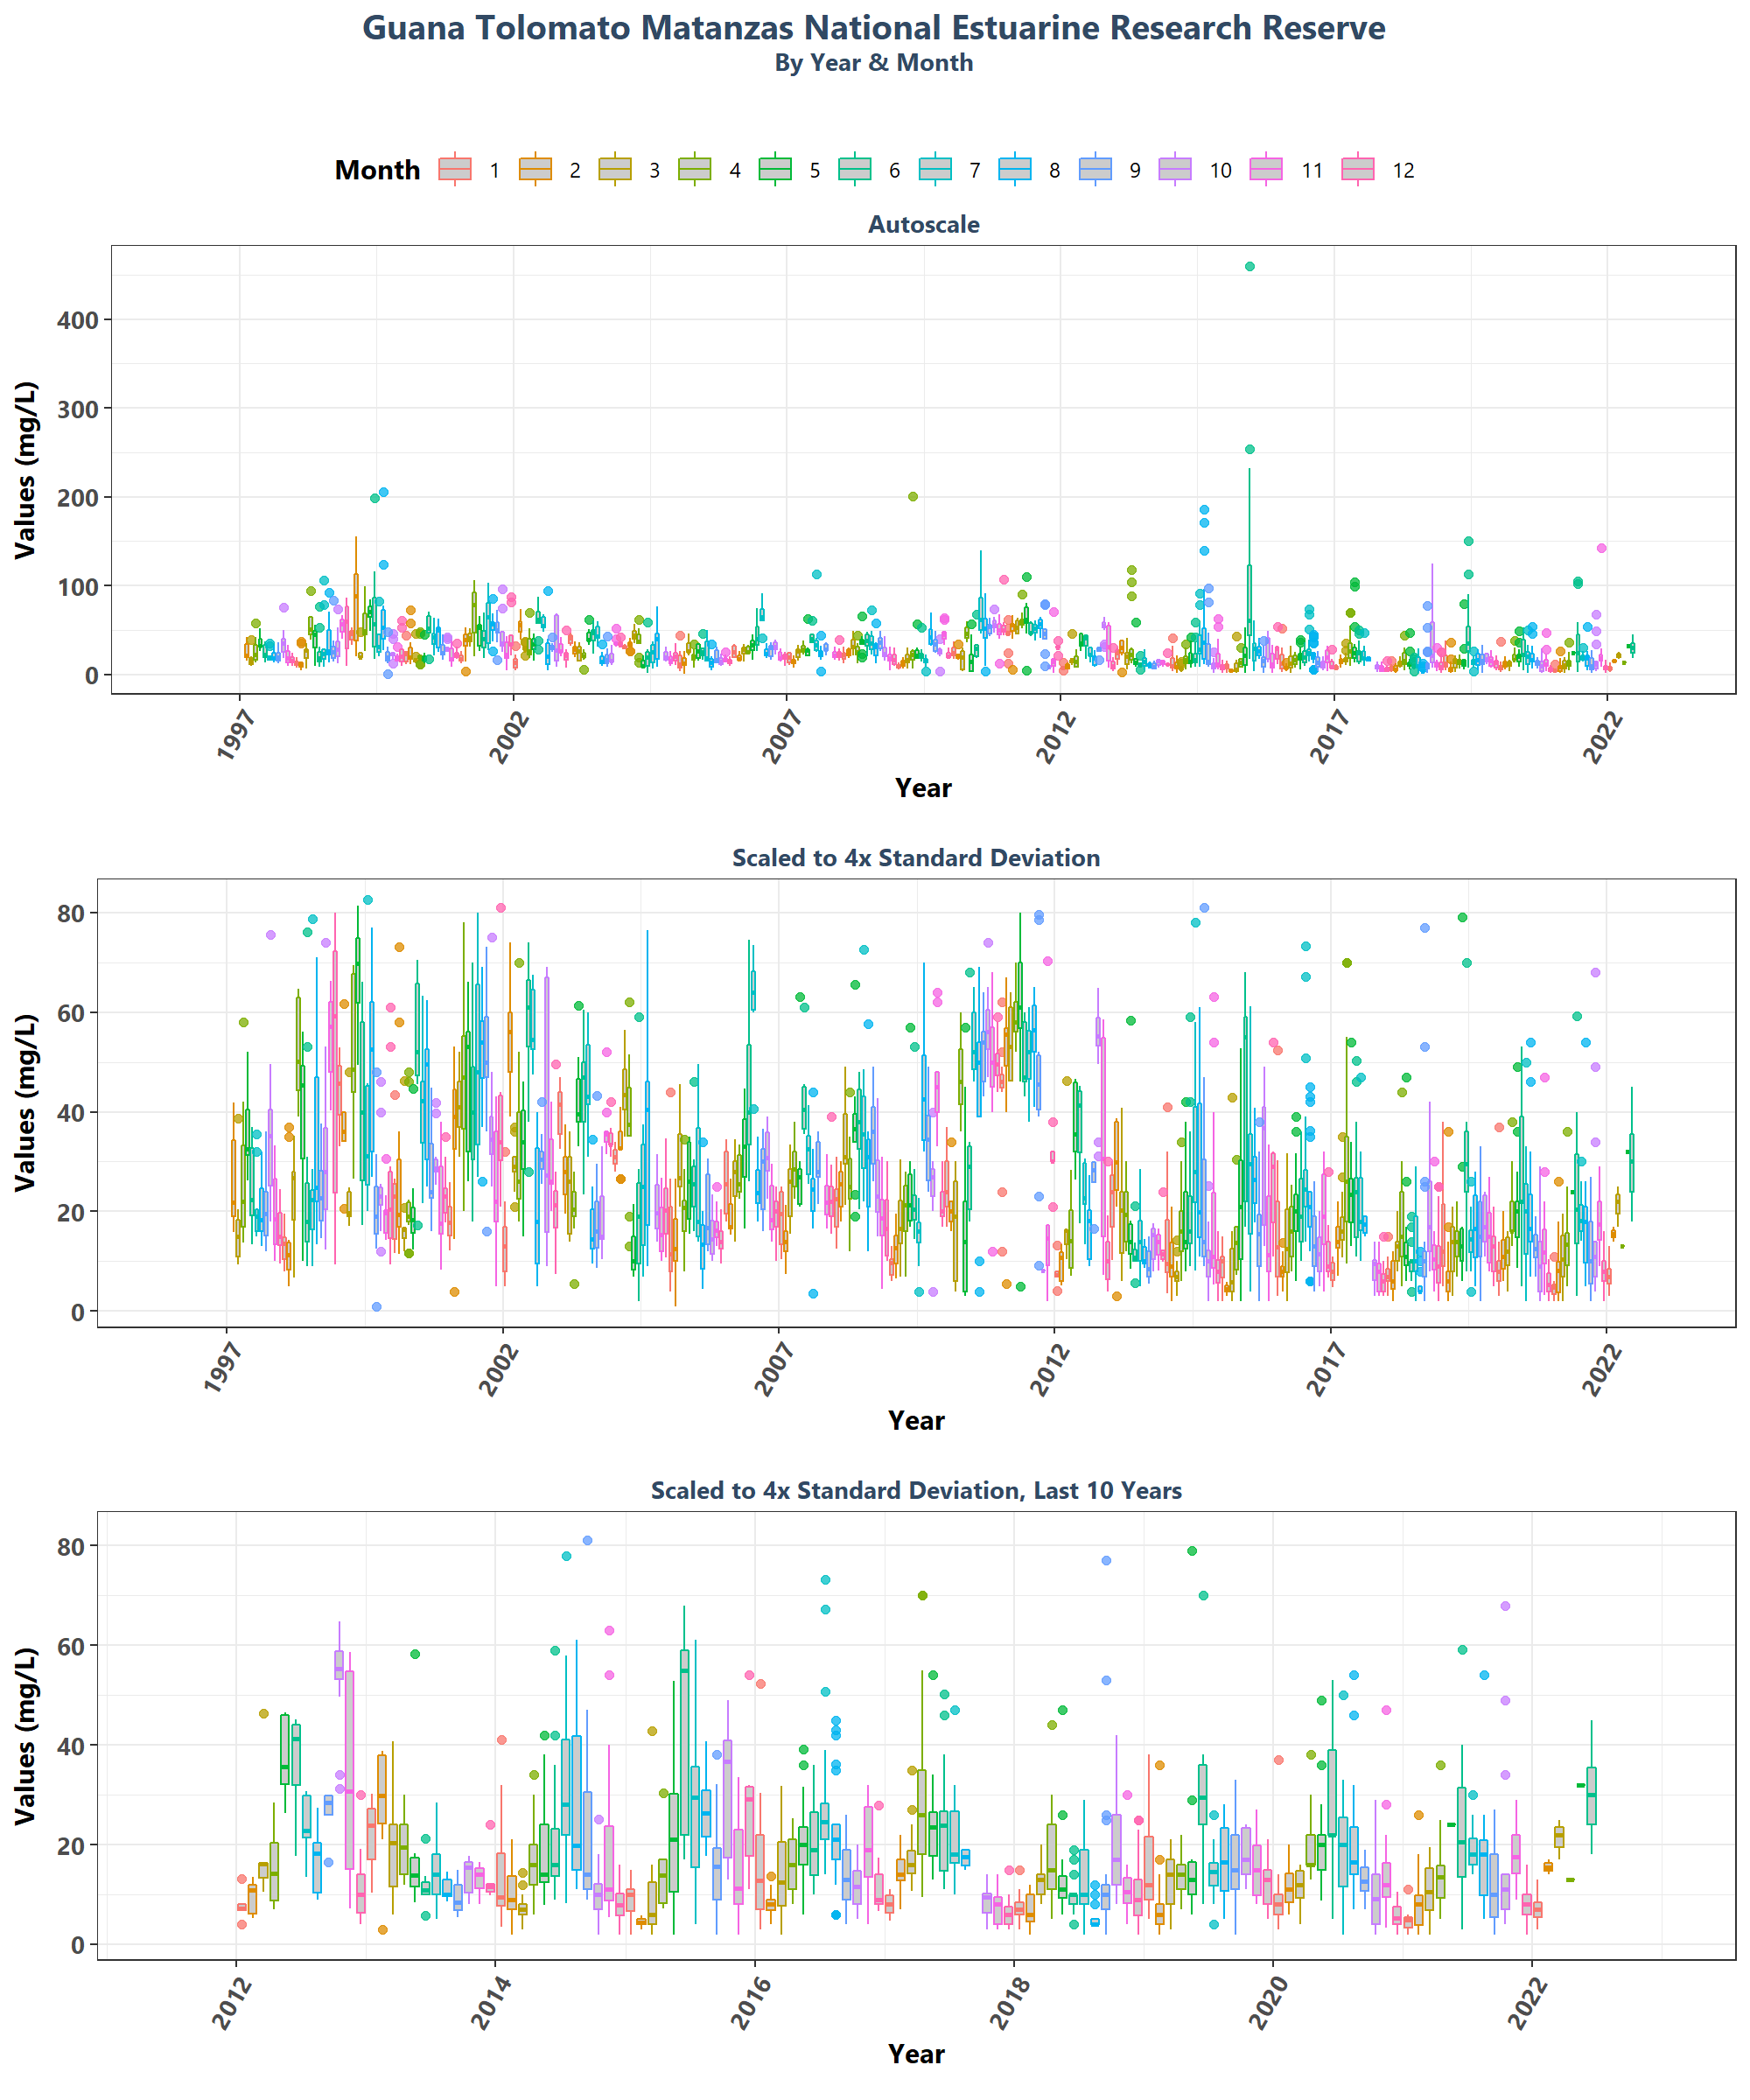 Guana Tolomato Matanzas National Estuarine Research Reserve
By Year & Month
Month 1 2 3 4 5 6 7 8 9 10 11 12
Autoscale
Values (mg/L)
400
300
200
100
0
1997 2002 2007 2012 2017 2022
Year
Scaled to 4x Standard Deviation
Values (mg/L)
80
60
40
20
0
1997 2002 2007 2012 2017 2022
Year
Scaled to 4x Standard Deviation, Last 10 Years
Values (mg/L)
80
60
40
20
0
2012 2014 2016 2018 2020 2022
Year